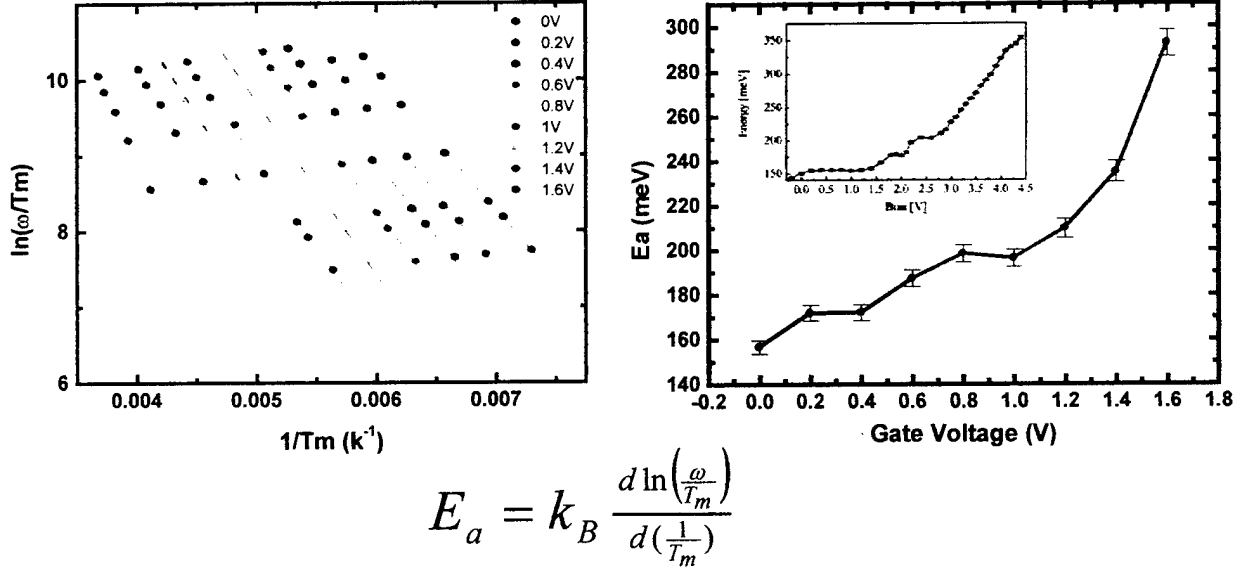 ln(ω/Tm)
10
8
6
0V
0.2V
0.4V
0.6V
0.8V
1V
1.2V
1.4V
1.6V
0.004 0.005 0.006 0.007
1/Tm (k⁻¹)
Ea (meV)
300
280
260
240
220
200
180
160
140
Energy [meV]
350
300
250
200
150
0.0 0.5 1.0 1.5 2.0 2.5 3.0 3.5 4.0 4.5
Bias [V]
-0.2 0.0 0.2 0.4 0.6 0.8 1.0 1.2 1.4 1.6 1.8
Gate Voltage (V)
E_a = k_B d ln(ω/T_m) / d(1/T_m)